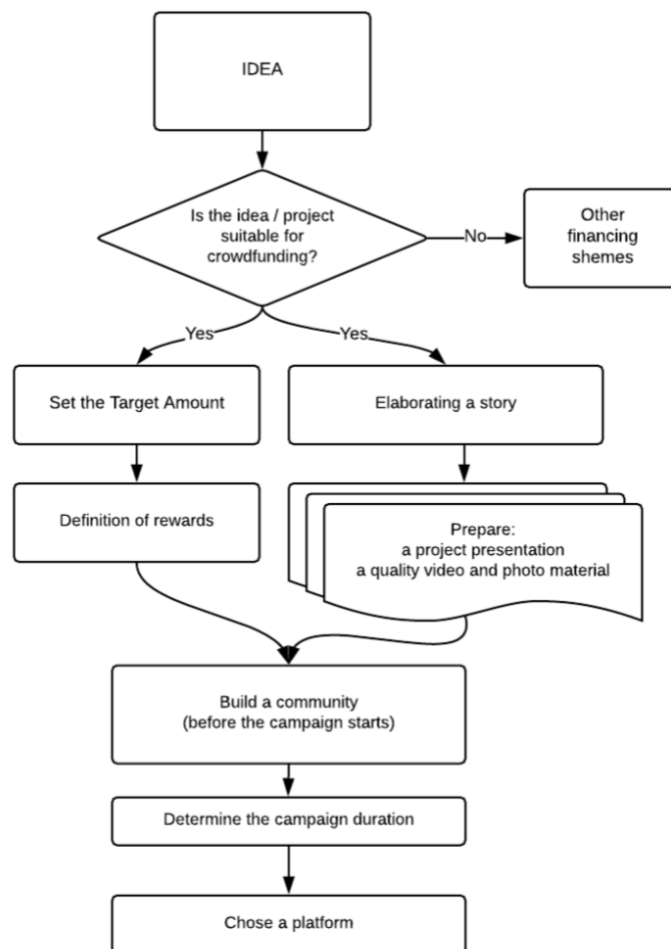 IDEA
Is the idea / project
suitable for
crowdfunding?
No
Other
financing
shemes
Yes
Yes
Set the Target Amount
Elaborating a story
Definition of rewards
Prepare:
a project presentation
a quality video and photo material
Build a community
(before the campaign starts)
Determine the campaign duration
Chose a platform